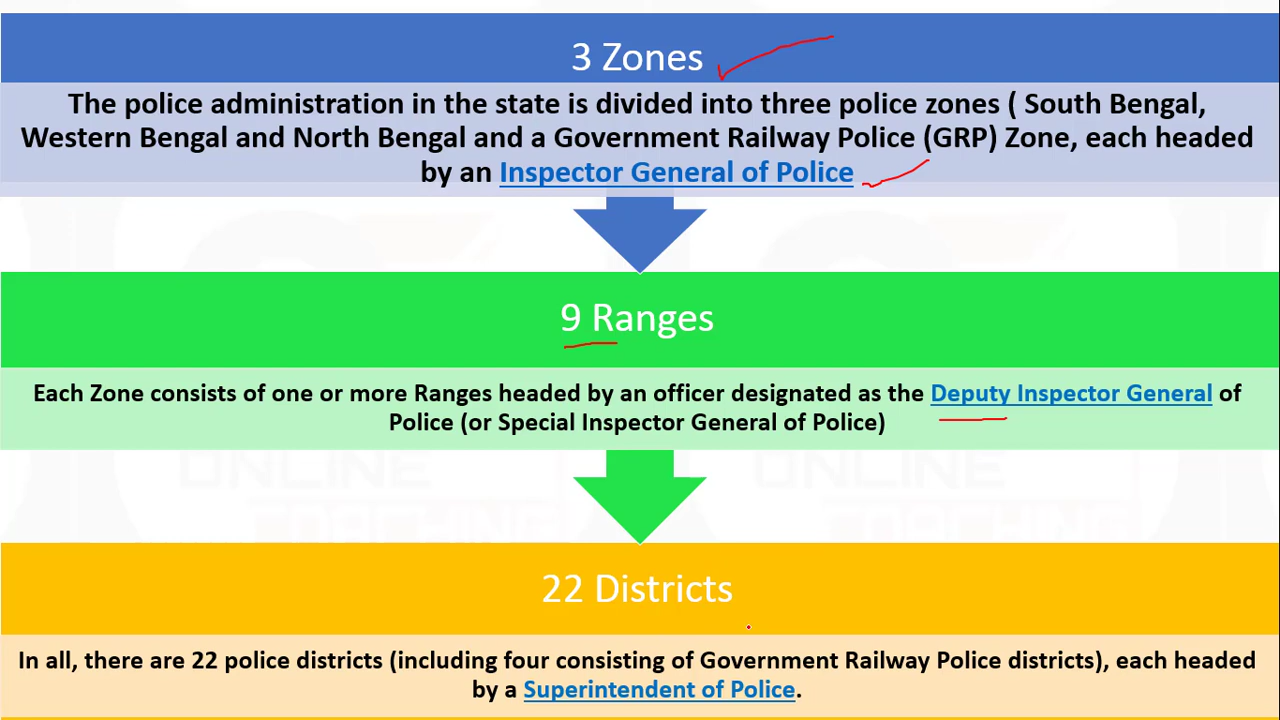 3 Zones
The police administration in the state is divided into three police zones ( South Bengal,
Western Bengal and North Bengal and a Government Railway Police (GRP) Zone, each headed
by an Inspector General of Police
9 Ranges
Each Zone consists of one or more Ranges headed by an officer designated as the Deputy Inspector General of
Police (or Special Inspector General of Police)
ONLINE ONLINE
COACHING COACHING
22 Districts
In all, there are 22 police districts (including four consisting of Government Railway Police districts), each headed
by a Superintendent of Police.